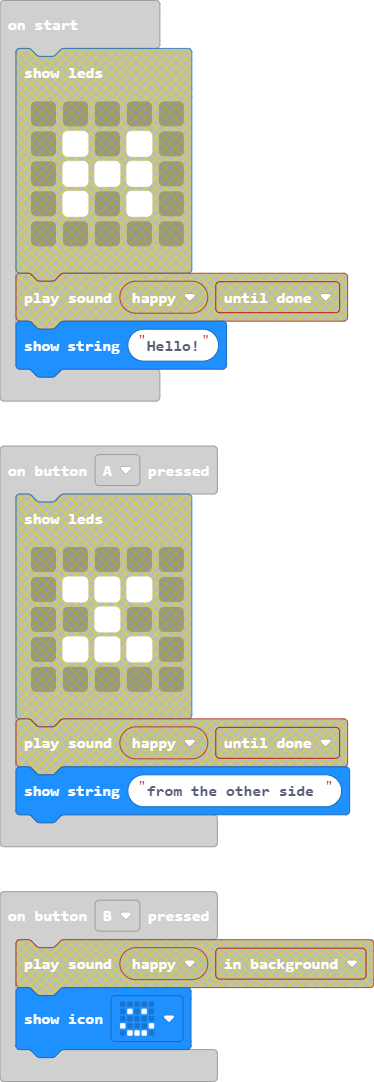 on start
show leds
play sound happy until done
show string "Hello!"
on button A pressed
show leds
play sound happy until done
show string "from the other side "
on button B pressed
play sound happy in background
show icon